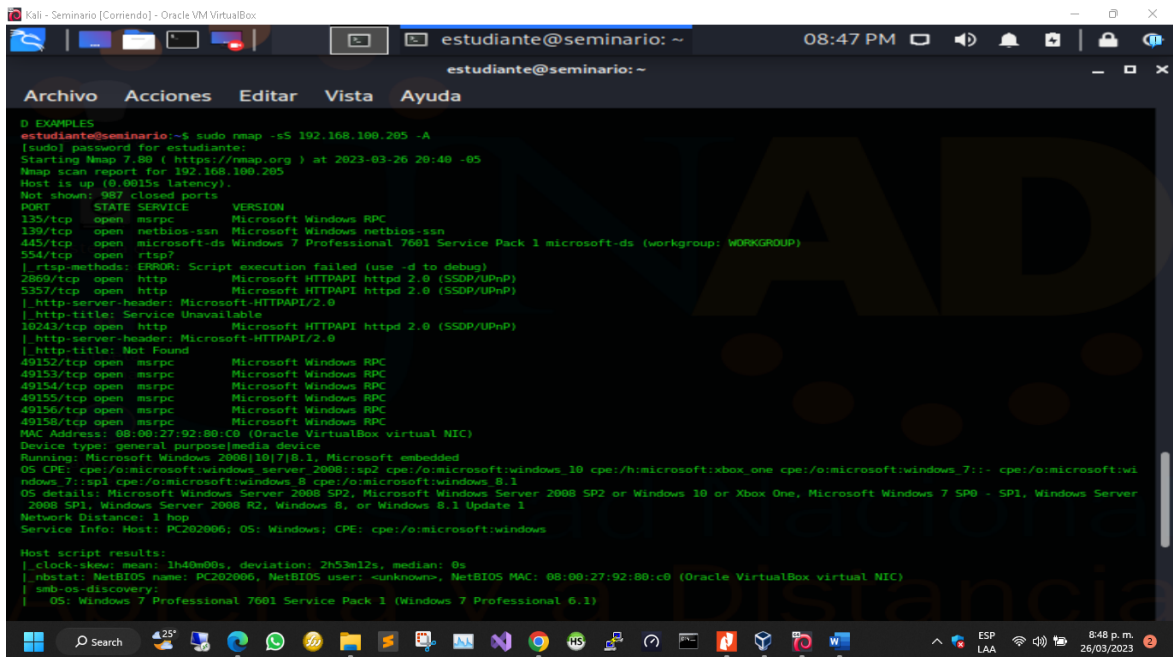 Kali - Seminario [Corriendo] - Oracle VM VirtualBox
estudiante@seminario: ~
08:47 PM
estudiante@seminario: ~
Archivo Acciones Editar Vista Ayuda
D EXAMPLES
estudiante@seminario:~$ sudo nmap -sS 192.168.100.205 -A
[sudo] password for estudiante:
Starting Nmap 7.80 ( https://nmap.org ) at 2023-03-26 20:40 -05
Nmap scan report for 192.168.100.205
Host is up (0.0015s latency).
Not shown: 987 closed ports
PORT STATE SERVICE VERSION
135/tcp open msrpc Microsoft Windows RPC
139/tcp open netbios-ssn Microsoft Windows netbios-ssn
445/tcp open microsoft-ds Windows 7 Professional 7601 Service Pack 1 microsoft-ds (workgroup: WORKGROUP)
554/tcp open rtsp?
|_rtsp-methods: ERROR: Script execution failed (use -d to debug)
2869/tcp open http Microsoft HTTPAPI httpd 2.0 (SSDP/UPnP)
5357/tcp open http Microsoft HTTPAPI httpd 2.0 (SSDP/UPnP)
|_http-server-header: Microsoft-HTTPAPI/2.0
|_http-title: Service Unavailable
10243/tcp open http Microsoft HTTPAPI httpd 2.0 (SSDP/UPnP)
|_http-server-header: Microsoft-HTTPAPI/2.0
|_http-title: Not Found
49152/tcp open msrpc Microsoft Windows RPC
49153/tcp open msrpc Microsoft Windows RPC
49154/tcp open msrpc Microsoft Windows RPC
49155/tcp open msrpc Microsoft Windows RPC
49156/tcp open msrpc Microsoft Windows RPC
49158/tcp open msrpc Microsoft Windows RPC
MAC Address: 08:00:27:92:80:C0 (Oracle VirtualBox virtual NIC)
Device type: general purpose|media device
Running: Microsoft Windows 2008|10|7|8.1, Microsoft embedded
OS CPE: cpe:/o:microsoft:windows_server_2008::sp2 cpe:/o:microsoft:windows_10 cpe:/h:microsoft:xbox_one cpe:/o:microsoft:windows_7::- cpe:/o:microsoft:wi
ndows_7::sp1 cpe:/o:microsoft:windows_8 cpe:/o:microsoft:windows_8.1
OS details: Microsoft Windows Server 2008 SP2, Microsoft Windows Server 2008 SP2 or Windows 10 or Xbox One, Microsoft Windows 7 SP0 - SP1, Windows Server
2008 SP1, Windows Server 2008 R2, Windows 8, or Windows 8.1 Update 1
Network Distance: 1 hop
Service Info: Host: PC202006; OS: Windows; CPE: cpe:/o:microsoft:windows
Host script results:
|_clock-skew: mean: 1h40m00s, deviation: 2h53m12s, median: 0s
|_nbstat: NetBIOS name: PC202006, NetBIOS user: <unknown>, NetBIOS MAC: 08:00:27:92:80:c0 (Oracle VirtualBox virtual NIC)
| smb-os-discovery:
| OS: Windows 7 Professional 7601 Service Pack 1 (Windows 7 Professional 6.1)
Search
25°
HS
ESP
LAA
8:48 p. m.
26/03/2023
2